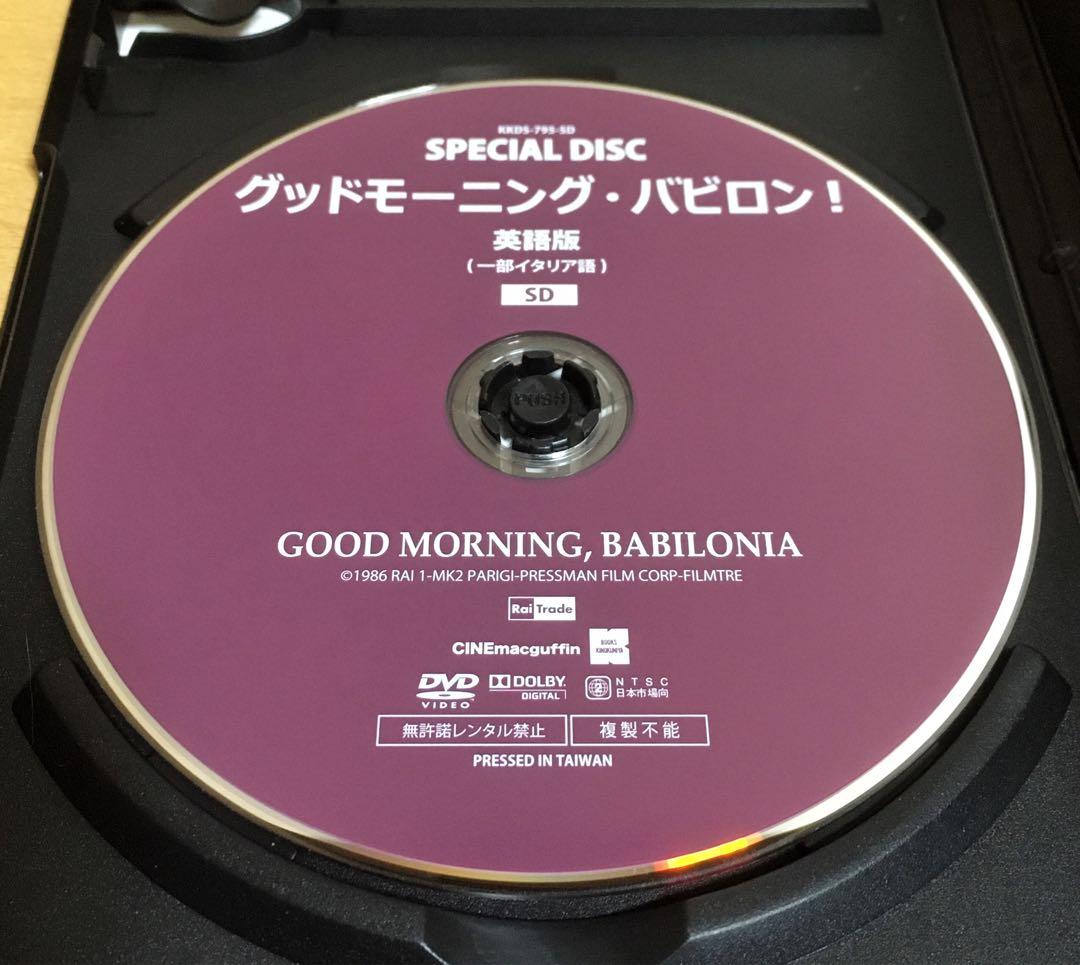 KKDS-795-SD
SPECIAL DISC
グッドモーニング・バビロン！
英語版
(一部イタリア語)
SD
PUSH
GOOD MORNING, BABILONIA
©1986 RAI 1-MK2 PARIGI-PRESSMAN FILM CORP-FILMTRE
Rai Trade
CINEmacguffin
BOOKS
KINOKUNIYA
DVD
VIDEO
DOLBY
DIGITAL
2
NTSC
日本市場向
無許諾レンタル禁止
複製不能
PRESSED IN TAIWAN